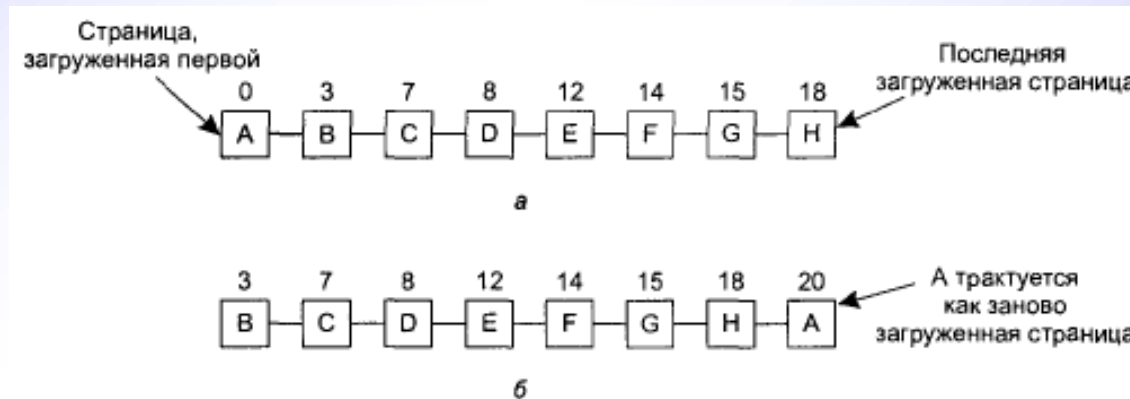 Страница,
загруженная первой
Последняя
загруженная страница
0 3 7 8 12 14 15 18
A B C D E F G H
а
3 7 8 12 14 15 18 20
B C D E F G H A
А трактуется
как заново
загруженная страница
б